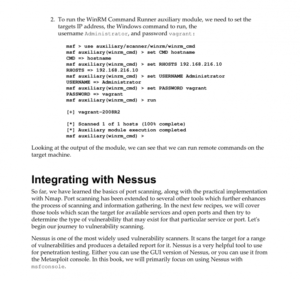 2. To run the WinRM Command Runner auxiliary module, we need to set the
targets IP address, the Windows command to run, the
username Administrator, and password vagrant:
msf > use auxiliary/scanner/winrm/winrm_cmd
msf auxiliary(winrm_cmd) > set CMD hostname
CMD => hostname
msf auxiliary(winrm_cmd) > set RHOSTS 192.168.216.10
RHOSTS => 192.168.216.10
msf auxiliary(winrm_cmd) > set USERNAME Administrator
USERNAME => Administrator
msf auxiliary(winrm_cmd) > set PASSWORD vagrant
PASSWORD => vagrant
msf auxiliary(winrm_cmd) > run
[+] vagrant-2008R2
[*] Scanned 1 of 1 hosts (100% complete)
[*] Auxiliary module execution completed
msf auxiliary(winrm_cmd) >
Looking at the output of the module, we can see that we can run remote commands on the
target machine.
Integrating with Nessus
So far, we have learned the basics of port scanning, along with the practical implementation
with Nmap. Port scanning has been extended to several other tools which further enhances
the process of scanning and information gathering. In the next few recipes, we will cover
those tools which scan the target for available services and open ports and then try to
determine the type of vulnerability that may exist for that particular service or port. Let's
begin our journey to vulnerability scanning.
Nessus is one of the most widely used vulnerability scanners. It scans the target for a range
of vulnerabilities and produces a detailed report for it. Nessus is a very helpful tool to use
for penetration testing. Either you can use the GUI version of Nessus, or you can use it from
the Metasploit console. In this book, we will primarily focus on using Nessus with
msfconsole.